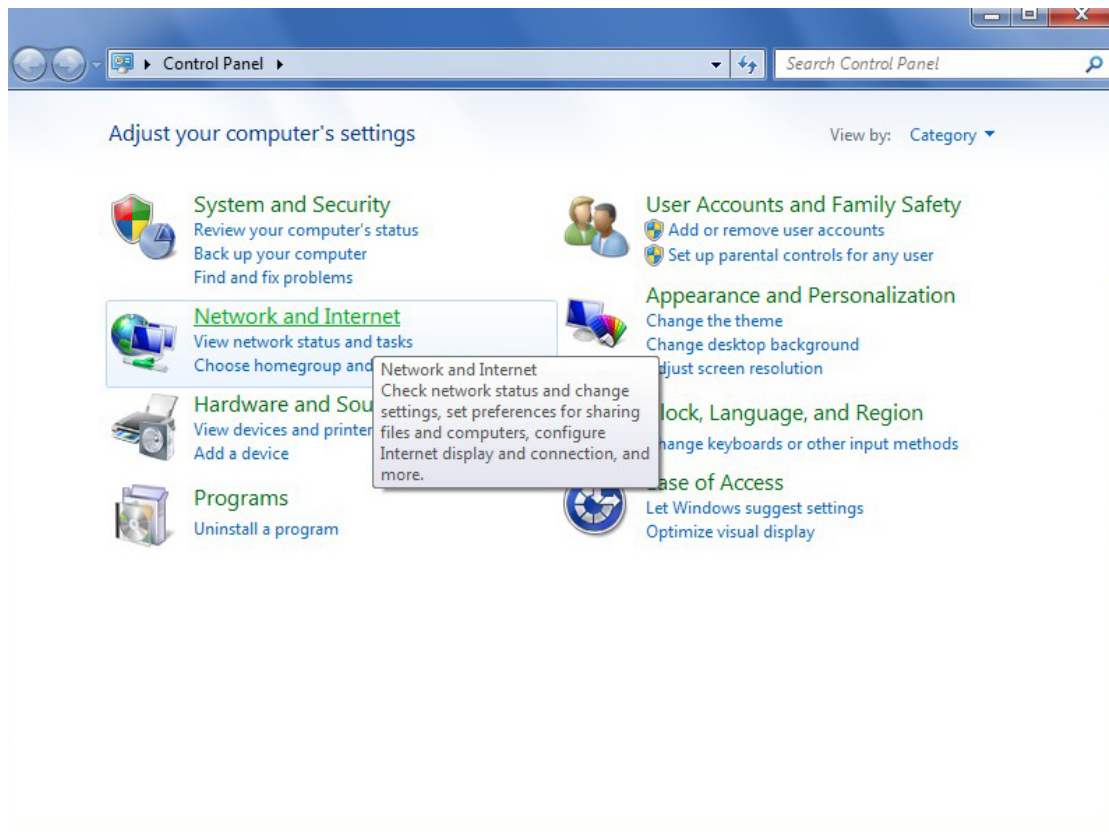 Control Panel
Search Control Panel
Adjust your computer's settings
View by: Category
System and Security
Review your computer's status
Back up your computer
Find and fix problems
Network and Internet
View network status and tasks
Choose homegroup and
Hardware and Sou
View devices and printer
Add a device
Programs
Uninstall a program
Network and Internet
Check network status and change
settings, set preferences for sharing
files and computers, configure
Internet display and connection, and
more.
User Accounts and Family Safety
Add or remove user accounts
Set up parental controls for any user
Appearance and Personalization
Change the theme
Change desktop background
djust screen resolution
lock, Language, and Region
hange keyboards or other input methods
ase of Access
Let Windows suggest settings
Optimize visual display